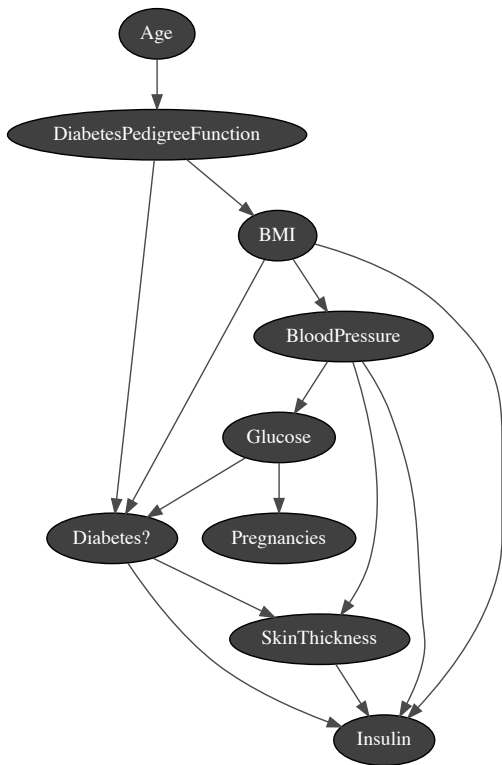 Age
DiabetesPedigreeFunction
BMI
BloodPressure
Glucose
Diabetes?
Pregnancies
SkinThickness
Insulin